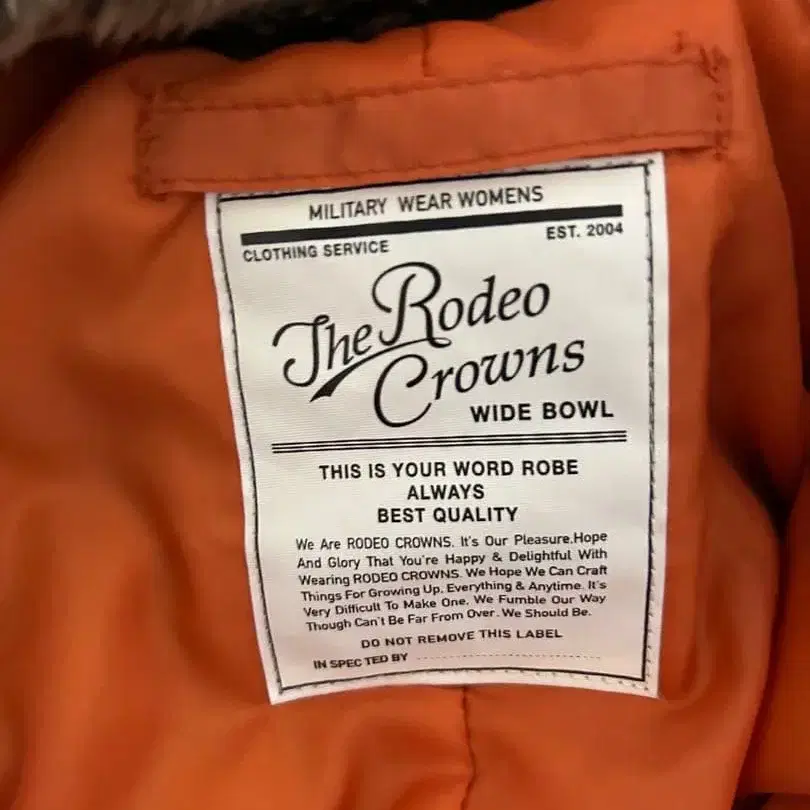 MILITARY WEAR WOMENS
CLOTHING SERVICE EST. 2004
The Rodeo
Crowns
WIDE BOWL
THIS IS YOUR WORD ROBE
ALWAYS
BEST QUALITY
We Are RODEO CROWNS. It's Our Pleasure.Hope
And Glory That You're Happy & Delightful With
Wearing RODEO CROWNS. We Hope We Can Craft
Things For Growing Up, Everything & Anytime. It's
Very Difficult To Make One. We Fumble Our Way
Though Can't Be Far From Over. We Should Be.
DO NOT REMOVE THIS LABEL
IN SPEC TED BY